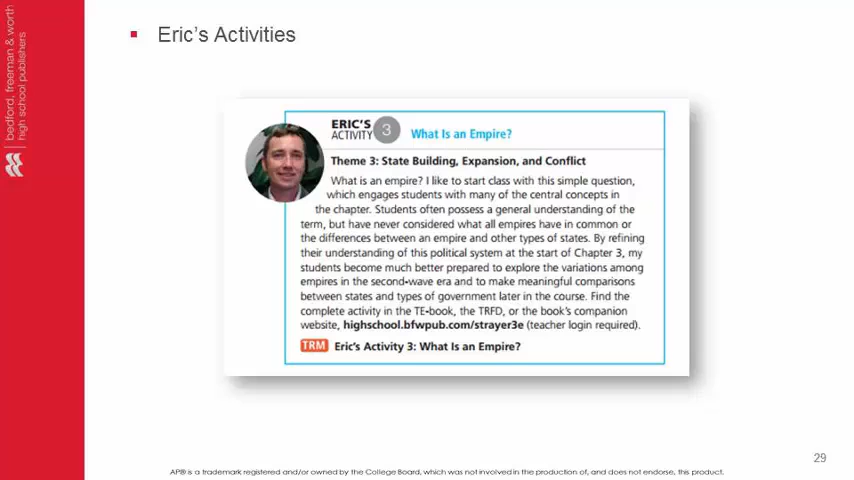 bedford, freeman & worth
high school publishers
▪ Eric's Activities
ERIC'S
ACTIVITY 3 What Is an Empire?
Theme 3: State Building, Expansion, and Conflict
What is an empire? I like to start class with this simple question,
which engages students with many of the central concepts in
the chapter. Students often possess a general understanding of the
term, but have never considered what all empires have in common or
the differences between an empire and other types of states. By refining
their understanding of this political system at the start of Chapter 3, my
students become much better prepared to explore the variations among
empires in the second-wave era and to make meaningful comparisons
between states and types of government later in the course. Find the
complete activity in the TE-book, the TRFD, or the book's companion
website, highschool.bfwpub.com/strayer3e (teacher login required).
TRM Eric's Activity 3: What Is an Empire?
29
AP® is a trademark registered and/or owned by the College Board, which was not involved in the production of, and does not endorse, this product.